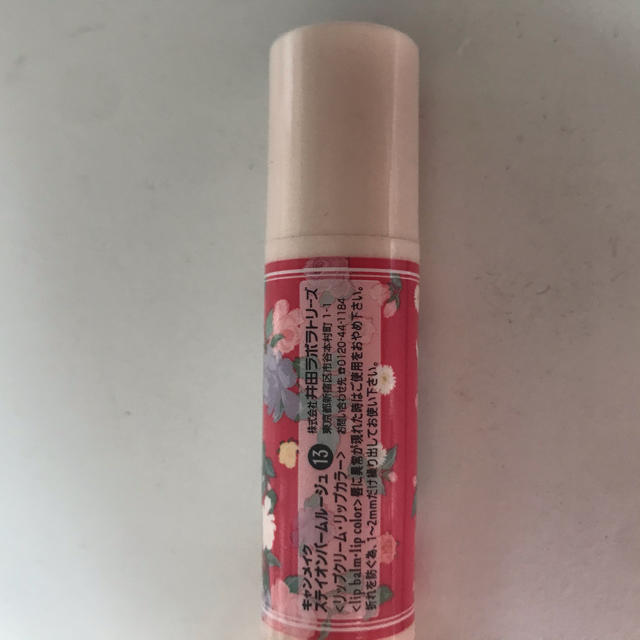 キャンメイク
ステイオンバームルージュ 13
<リップクリーム・リップカラー>
<lip balm・lip color>唇に異常が現れた時はご使用をおやめ下さい。
折れを防ぐ為、1~2mmだけ繰り出してお使い下さい。
株式会社 井田ラボラトリーズ
東京都新宿区市谷本村町 1-1
お問い合わせ先 ☎0120-44-1184